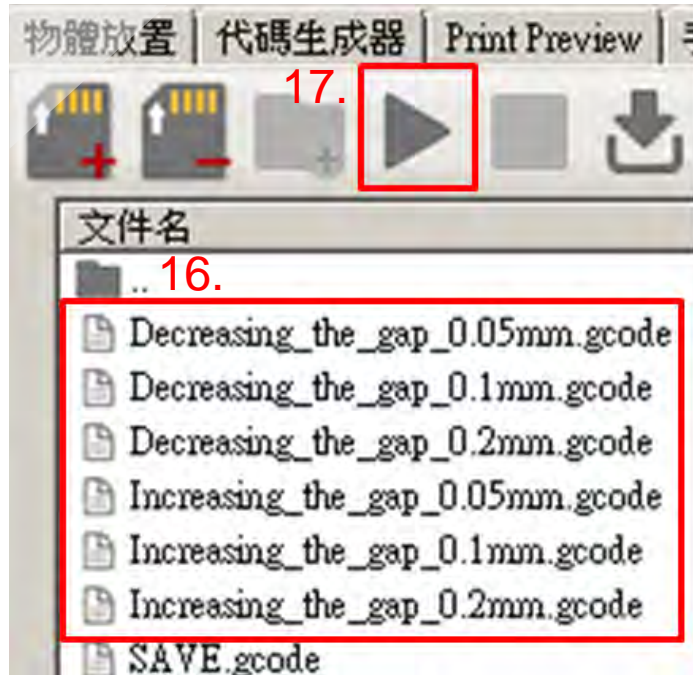 物體放置 代碼生成器 Print Preview
17.
文件名
.. 16.
Decreasing_the_gap_0.05mm.gcode
Decreasing_the_gap_0.1mm.gcode
Decreasing_the_gap_0.2mm.gcode
Increasing_the_gap_0.05mm.gcode
Increasing_the_gap_0.1mm.gcode
Increasing_the_gap_0.2mm.gcode
SAVE.gcode